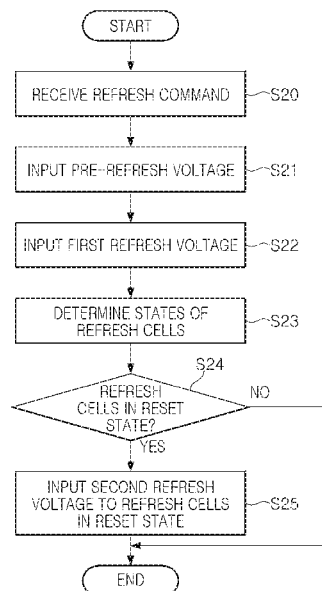 START
RECEIVE REFRESH COMMAND
S20
INPUT PRE-REFRESH VOLTAGE
S21
INPUT FIRST REFRESH VOLTAGE
S22
DETERMINE STATES OF
REFRESH CELLS
S23
S24
REFRESH
CELLS IN RESET
STATE?
NO
YES
INPUT SECOND REFRESH
VOLTAGE TO REFRESH CELLS
IN RESET STATE
S25
END